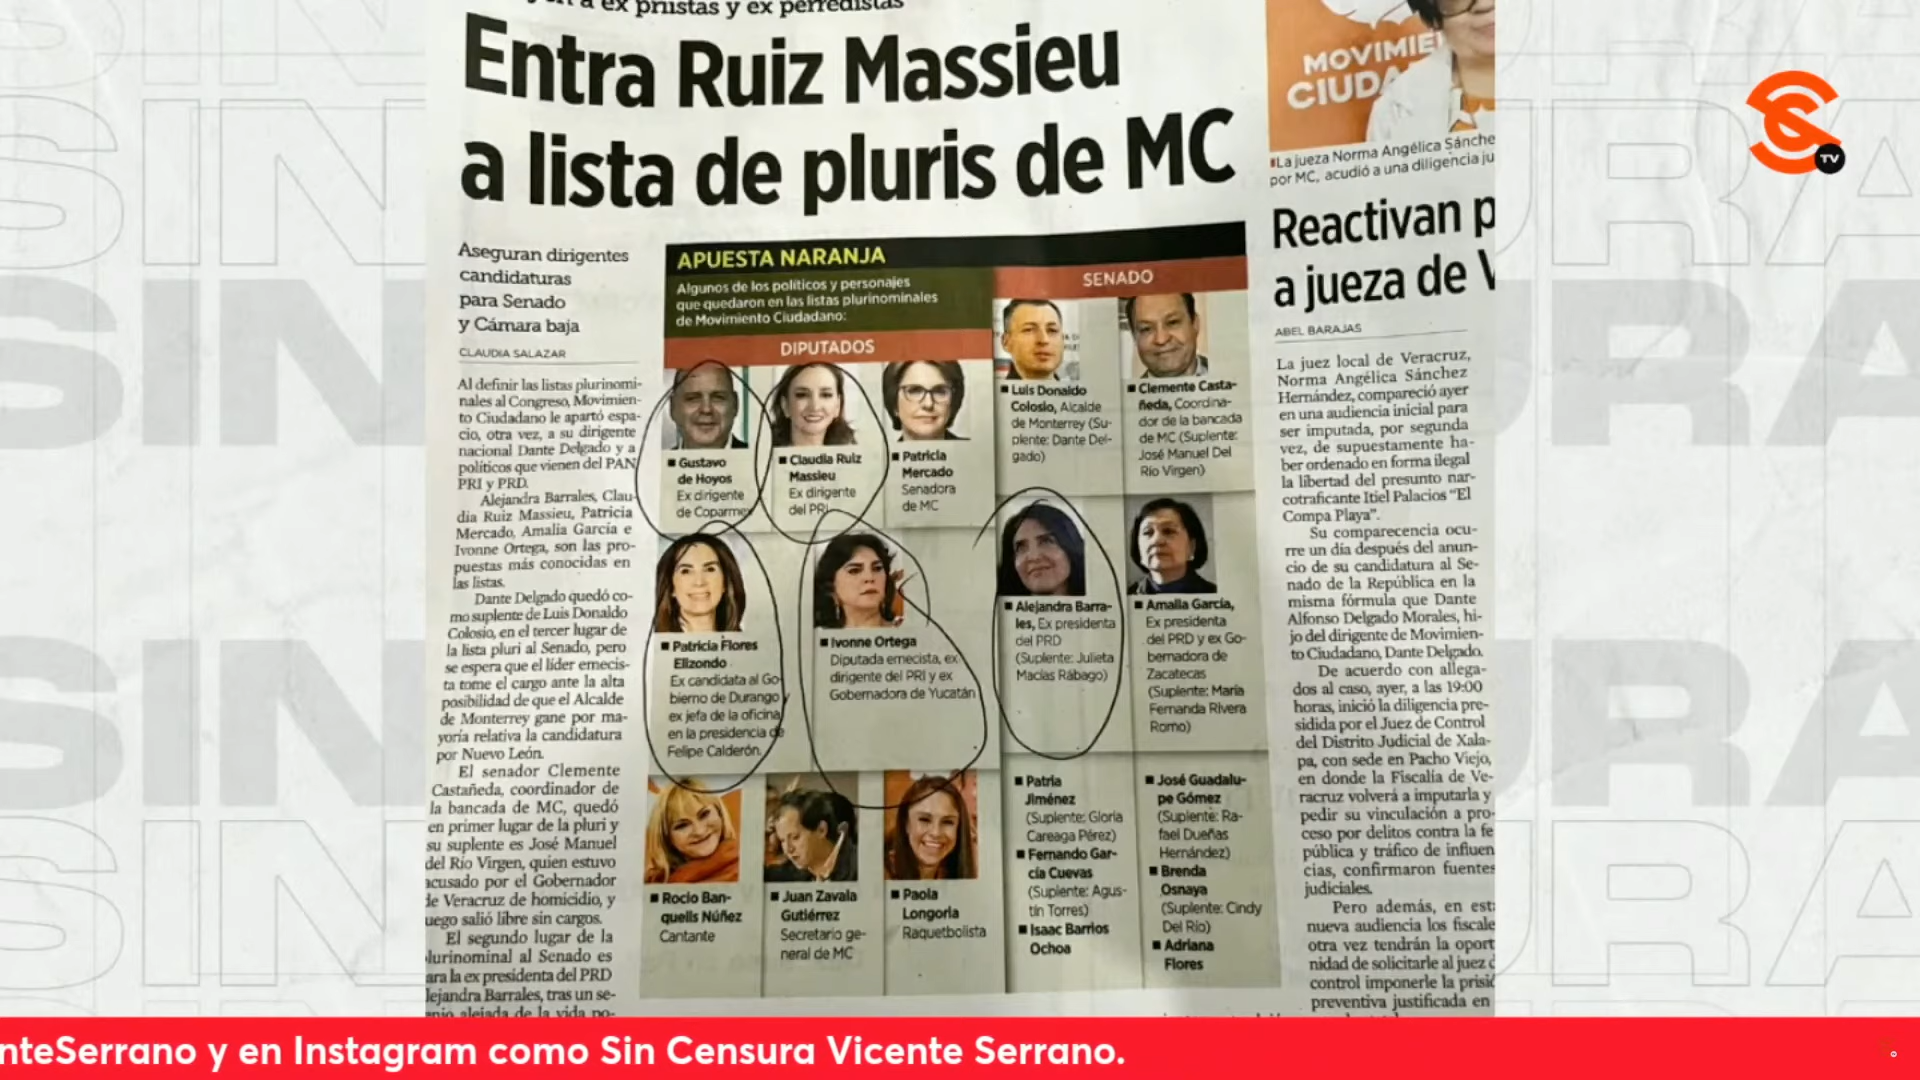 a ex priistas y ex perredistas
Entra Ruiz Massieu
a lista de pluris de MC
Aseguran dirigentes
candidaturas
para Senado
y Cámara baja
CLAUDIA SALAZAR
Al definir las listas plurinomi-
nales al Congreso, Movimien-
to Ciudadano le apartó espa-
cio, otra vez, a su dirigente
nacional Dante Delgado y a
políticos que vienen del PAN,
PRI y PRD.
Alejandra Barrales, Clau-
dia Ruiz Massieu, Patricia
Mercado, Amalia García e
Ivonne Ortega, son las pro-
puestas más conocidas en
las listas.
Dante Delgado quedó co-
mo suplente de Luis Donaldo
Colosio, en el tercer lugar de
la lista pluri al Senado, pero
se espera que el líder emecis-
ta tome el cargo ante la alta
posibilidad de que el Alcalde
de Monterrey gane por ma-
yoría relativa la candidatura
por Nuevo León.
El senador Clemente
Castañeda, coordinador de
la bancada de MC, quedó
en primer lugar de la pluri y
su suplente es José Manuel
del Río Virgen, quien estuvo
acusado por el Gobernador
de Veracruz de homicidio, y
luego salió libre sin cargos.
El segundo lugar de la
plurinominal al Senado es
para la ex presidenta del PRD
Alejandra Barrales, tras un se-
xenio alejada de la vida po-
APUESTA NARANJA
Algunos de los políticos y personajes
que quedaron en las listas plurinominales
de Movimiento Ciudadano:
DIPUTADOS
Gustavo
de Hoyos
Ex dirigente
de Coparmex
Claudia Ruiz
Massieu
Ex dirigente
del PRI
Patricia
Mercado
Senadora
de MC
Patricia Flores
Elizondo
Ex candidata al Go-
bierno de Durango y
ex jefa de la oficina
en la presidencia de
Felipe Calderón.
Ivonne Ortega
Diputada emecista, ex
dirigente del PRI y ex
Gobernadora de Yucatán
Rocío Ban-
quells Núñez
Cantante
Juan Zavala
Gutiérrez
Secretario ge-
neral de MC
Paola
Longoria
Raquetbolista
SENADO
Luis Donaldo
Colosio, Alcalde
de Monterrey (Su-
plente: Dante Del-
gado)
Clemente Casta-
ñeda, Coordina-
dor de la bancada
de MC (Suplente:
José Manuel Del
Río Virgen)
Alejandra Barra-
les, Ex presidenta
del PRD
(Suplente: Julieta
Macías Rábago)
Amalia García,
Ex presidenta
del PRD y ex Go-
bernadora de
Zacatecas
(Suplente: María
Fernanda Rivera
Romo)
Patria
Jiménez
(Suplente: Gloria
Careaga Pérez)
Fernando Gar-
cía Cuevas
(Suplente: Agus-
tín Torres)
Isaac Barrios
Ochoa
José Guadalu-
pe Gómez
(Suplente: Ra-
fael Dueñas
Hernández)
Brenda
Osnaya
(Suplente: Cindy
Del Río)
Adriana
Flores
MOVIMIE
CIUDA
La jueza Norma Angélica Sánche
por MC, acudió a una diligencia ju
Reactivan p
a jueza de V
ABEL BARAJAS
La juez local de Veracruz,
Norma Angélica Sánchez
Hernández, compareció ayer
en una audiencia inicial para
ser imputada, por segunda
vez, de supuestamente ha-
ber ordenado en forma ilegal
la libertad del presunto nar-
cotraficante Itiel Palacios "El
Compa Playa".
Su comparecencia ocu-
rre un día después del anun-
cio de su candidatura al Se-
nado de la República en la
misma fórmula que Dante
Alfonso Delgado Morales, hi-
jo del dirigente de Movimien-
to Ciudadano, Dante Delgado.
De acuerdo con allega-
dos al caso, ayer, a las 19:00
horas, inició la diligencia pre-
sidida por el Juez de Control
del Distrito Judicial de Xala-
pa, con sede en Pacho Viejo,
en donde la Fiscalía de Ve-
racruz volverá a imputarla y
pedir su vinculación a pro-
ceso por delitos contra la fe
pública y tráfico de influen
cias, confirmaron fuentes
judiciales.
Pero además, en est
nueva audiencia los fiscale
otra vez tendrán la oport
nidad de solicitarle al juez d
control imponerle la prisió
preventiva justificada en
TV
nteSerrano y en Instagram como Sin Censura Vicente Serrano.